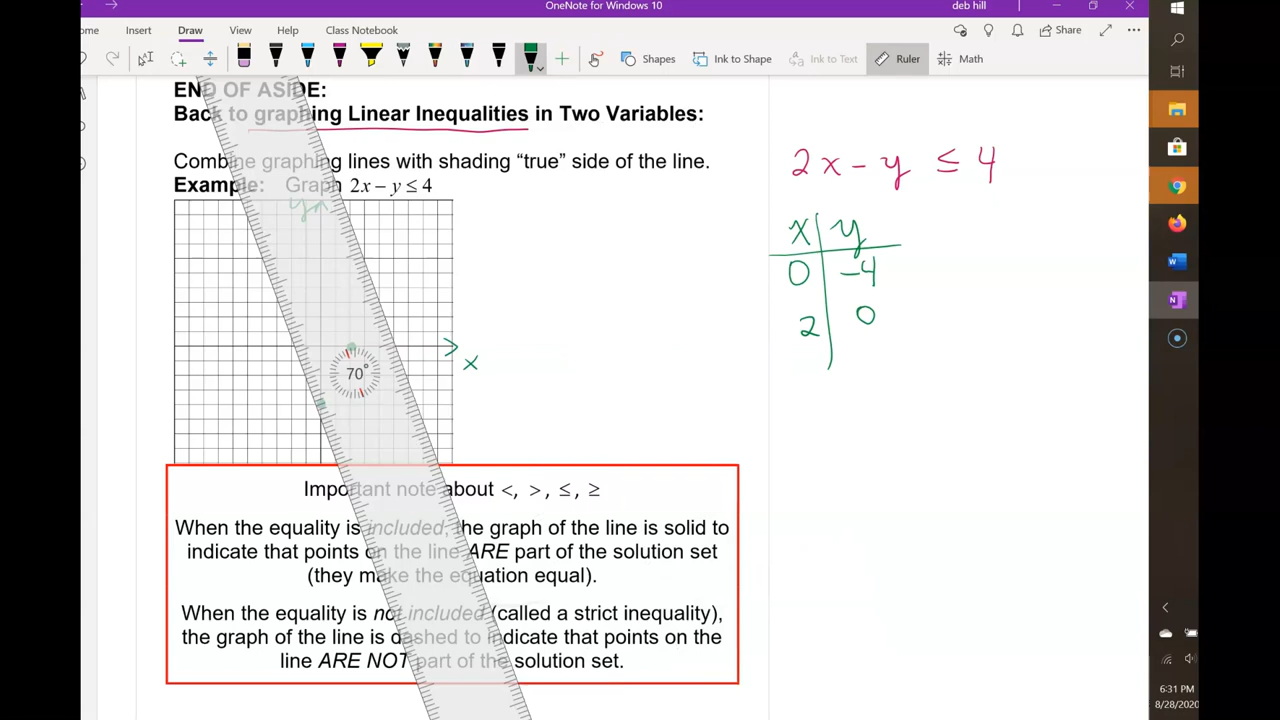 OneNote for Windows 10
deb hill
ome Insert Draw View Help Class Notebook Share
Shapes Ink to Shape Ink to Text Ruler Math
END OF ASIDE:
Back to graphing Linear Inequalities in Two Variables:
Combine graphing lines with shading “true” side of the line.
Example: Graph 2x – y ≤ 4
2x - y ≤ 4
y
x y
0 -4
2 0
x
70°
Important note about <, >, ≤, ≥
When the equality is included, the graph of the line is solid to
indicate that points on the line ARE part of the solution set
(they make the equation equal).
When the equality is not included (called a strict inequality),
the graph of the line is dashed to indicate that points on the
line ARE NOT part of the solution set.
6:31 PM
8/28/2020